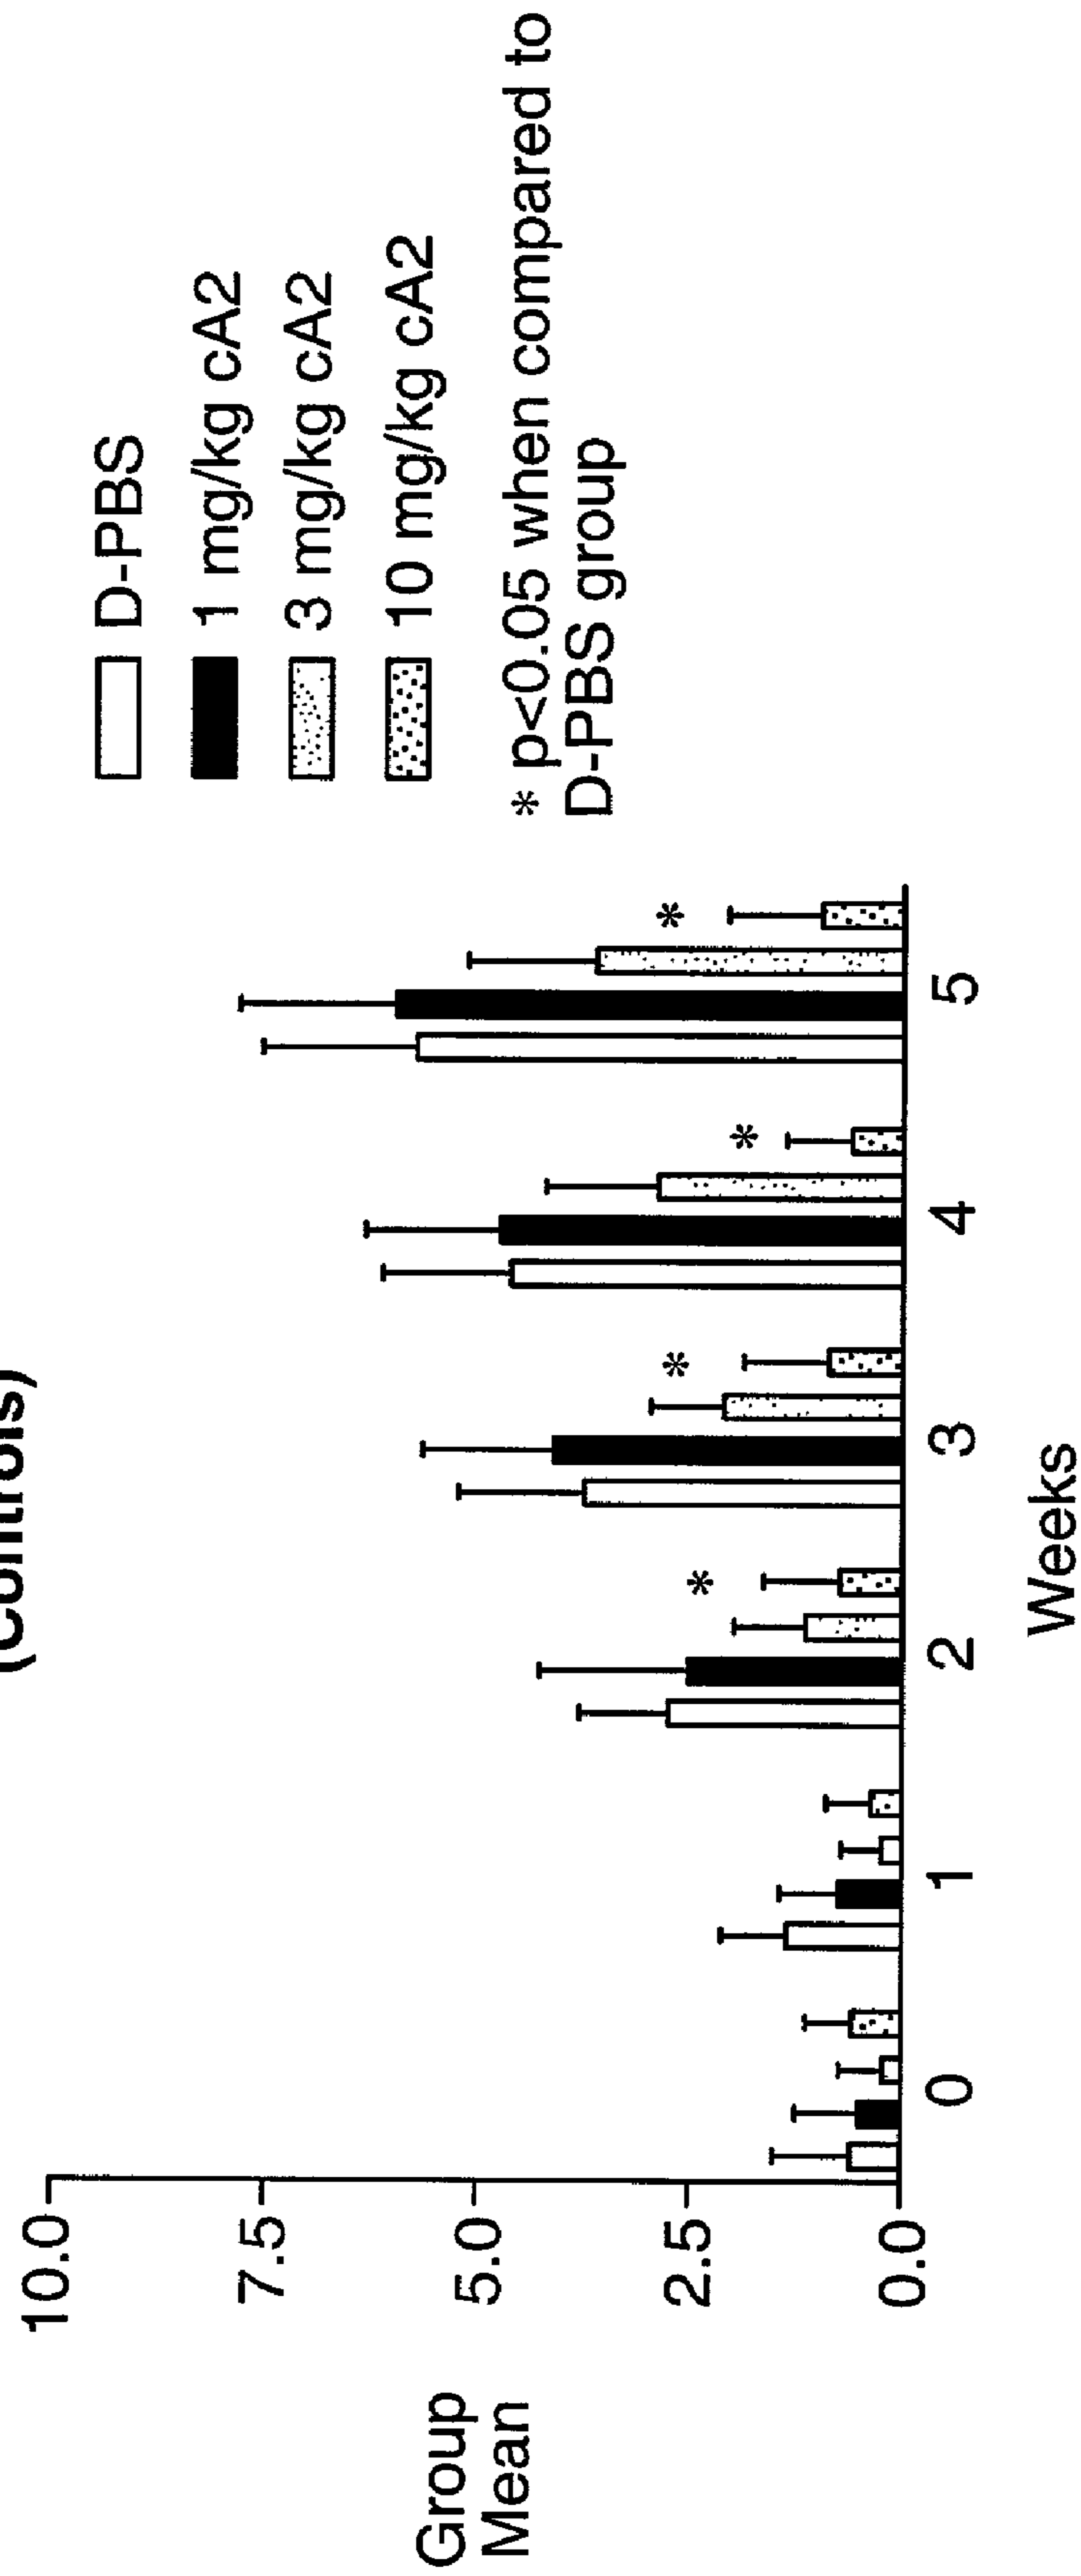 (Controls)
10.0
7.5
5.0
2.5
0.0
Group
Mean
0
1
2
3
4
5
Weeks
*
*
*
*
D-PBS
1 mg/kg cA2
3 mg/kg cA2
10 mg/kg cA2
* p<0.05 when compared to
D-PBS group